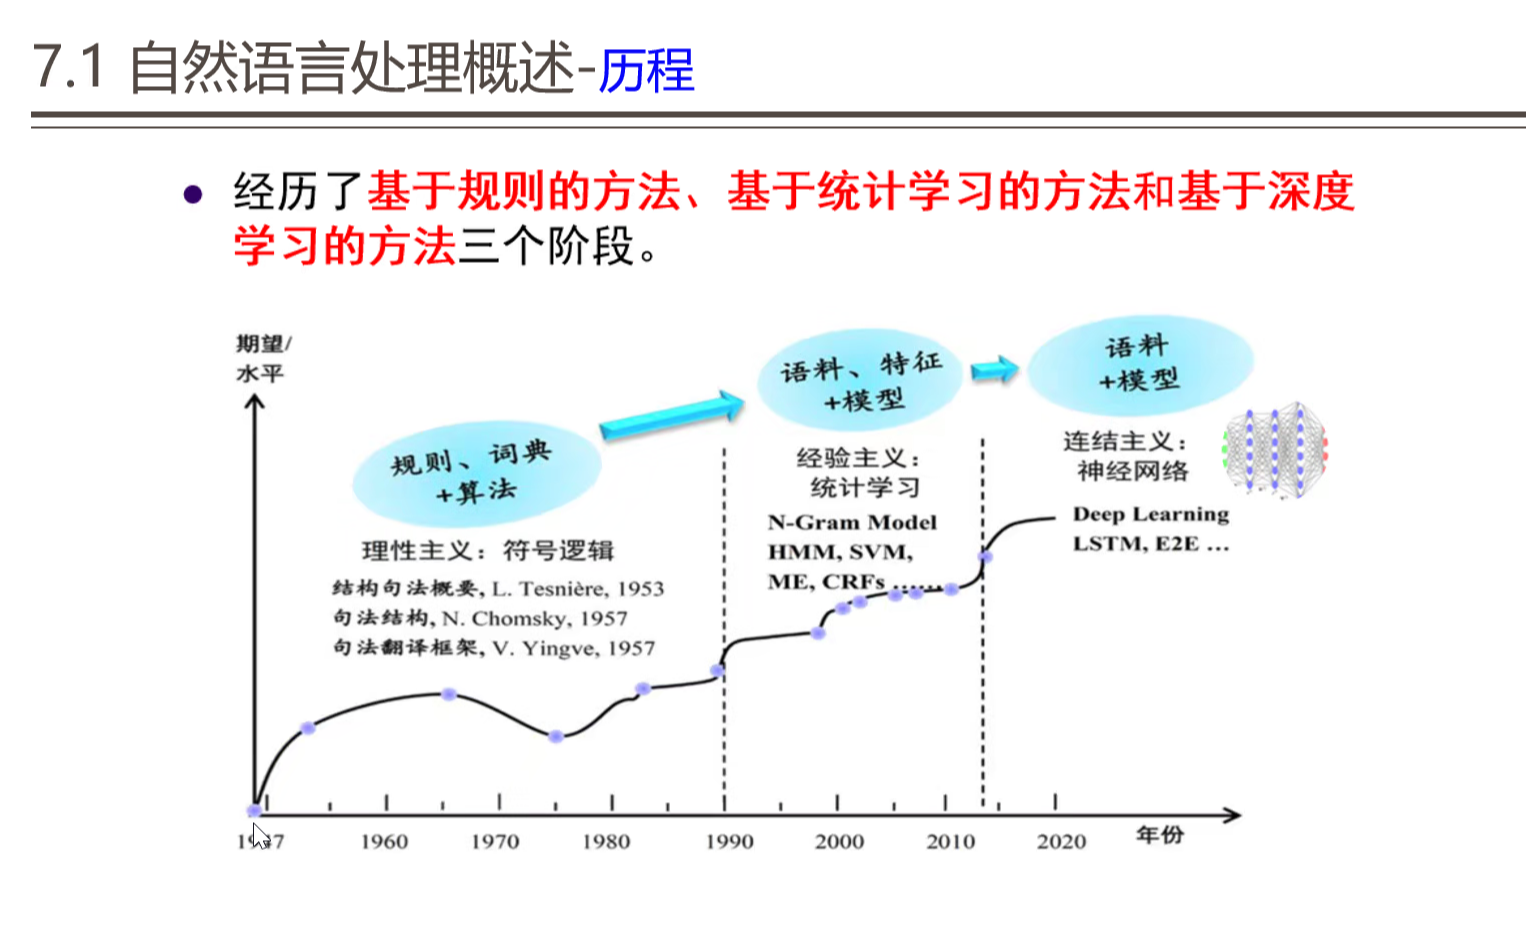 7.1 自然语言处理概述-历程
经历了基于规则的方法、基于统计学习的方法和基于深度
学习的方法三个阶段。
期望/
水平
规则、词典
+算法
理性主义：符号逻辑
结构句法概要, L. Tesnière, 1953
句法结构, N. Chomsky, 1957
句法翻译框架, V. Yingve, 1957
语料、特征
+模型
经验主义：
统计学习
N-Gram Model
HMM, SVM,
ME, CRFs ......
语料
+模型
连结主义：
神经网络
Deep Learning
LSTM, E2E ...
1960 1970 1980 1990 2000 2010 2020 年份